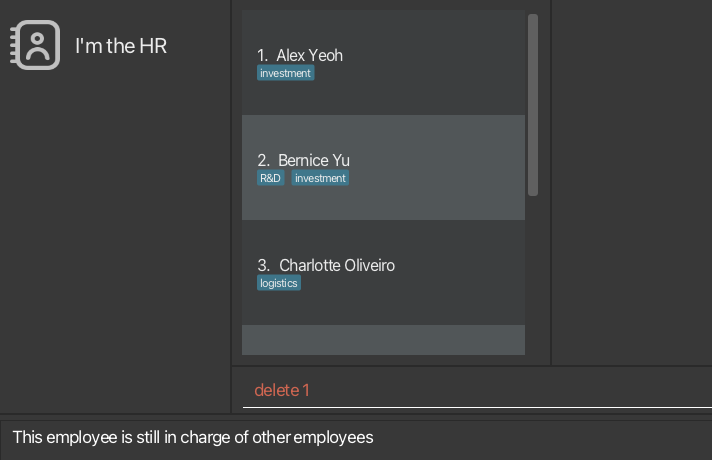 I'm the HR
1. Alex Yeoh
investment
2. Bernice Yu
R&D investment
3. Charlotte Oliveiro
logistics
delete 1
This employee is still in charge of other employees